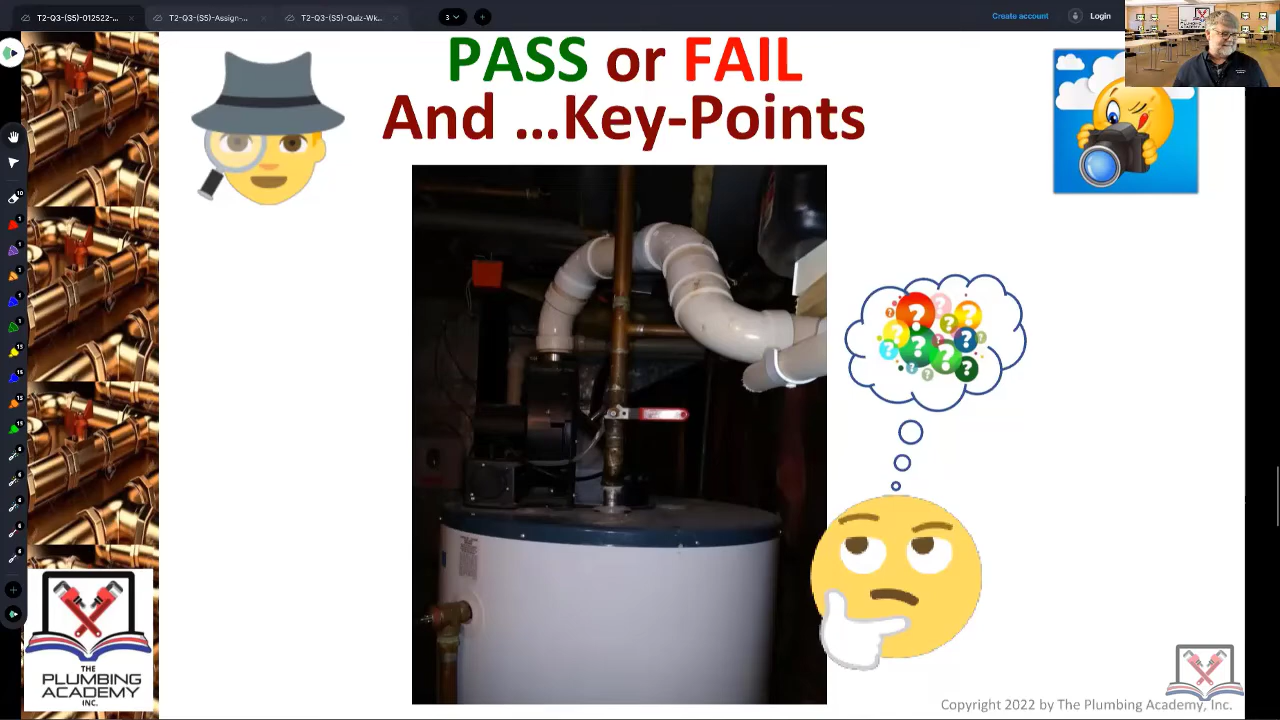 T2-Q3-(S5)-012522-...
T2-Q3-(S5)-Assign-...
T2-Q3-(S5)-Quiz-Wk...
3
Create account
Login
PASS or FAIL
And ...Key-Points
THE
PLUMBING
ACADEMY
INC.
Copyright 2022 by The Plumbing Academy, Inc.